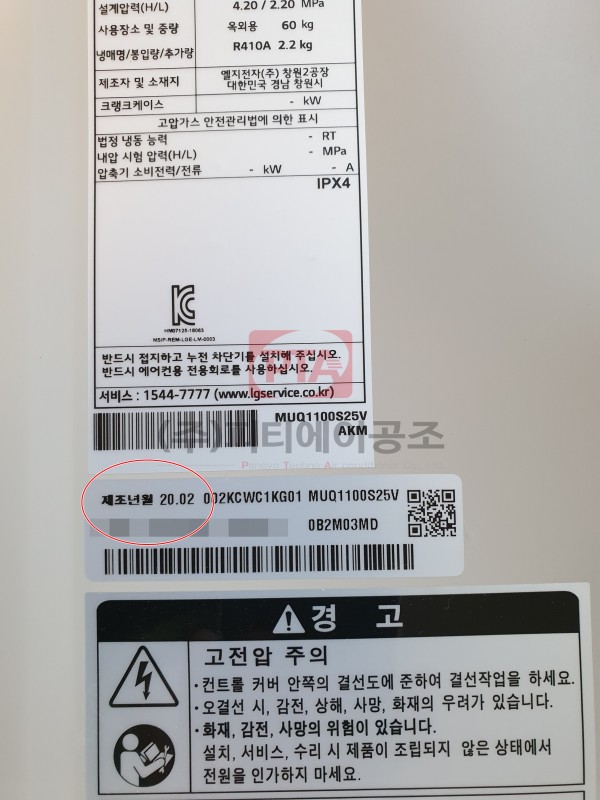 설계압력(H/L) 4.20 / 2.20 MPa
사용장소 및 중량 옥외용 60 kg
냉매명/봉입량/추가량 R410A 2.2 kg
제조자 및 소재지 엘지전자(주) 창원2공장
대한민국 경남 창원시
크랭크케이스 - kW
고압가스 안전관리법에 의한 표시
법정 냉동 능력 - RT
내압 시험 압력(H/L) - MPa
압축기 소비전력/전류 - kW - A
IPX4
HM07125-18063
MSIP-REM-LGE-LM-0003
반드시 접지하고 누전 차단기를 설치해 주십시오.
반드시 에어컨용 전용회로를 사용하십시오.
PTA
서비스 : 1544-7777 (www.lgservice.co.kr)
MUQ1100S25V
AKM
(주)피티에이공조
제조년월 20.02 002KCWC1KG01 MUQ1100S25V
0B2M03MD
경 고
고전압 주의
· 컨트롤 커버 안쪽의 결선도에 준하여 결선작업을 하세요.
· 오결선 시, 감전, 상해, 사망, 화재의 우려가 있습니다.
· 화재, 감전, 사망의 위험이 있습니다.
설치, 서비스, 수리 시 제품이 조립되지 않은 상태에서
전원을 인가하지 마세요.